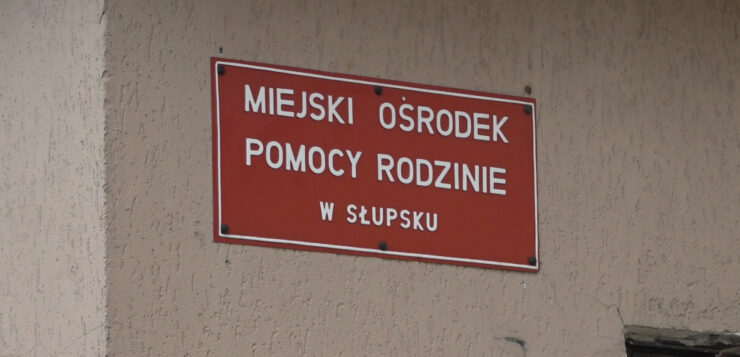 MIEJSKI OŚRODEK
POMOCY RODZINIE
W SŁUPSKU